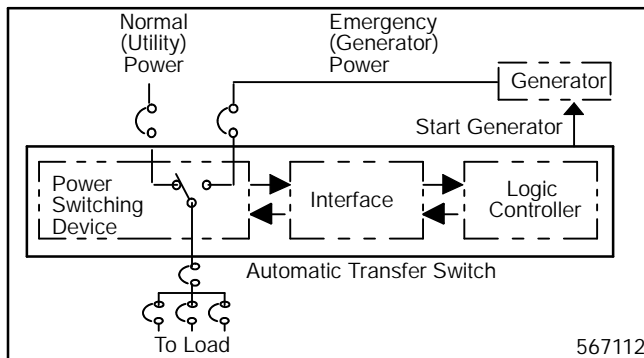 Normal
(Utility)
Power
Emergency
(Generator)
Power
Generator
Start Generator
Power
Switching
Device
Interface
Logic
Controller
Automatic Transfer Switch
To Load
567112